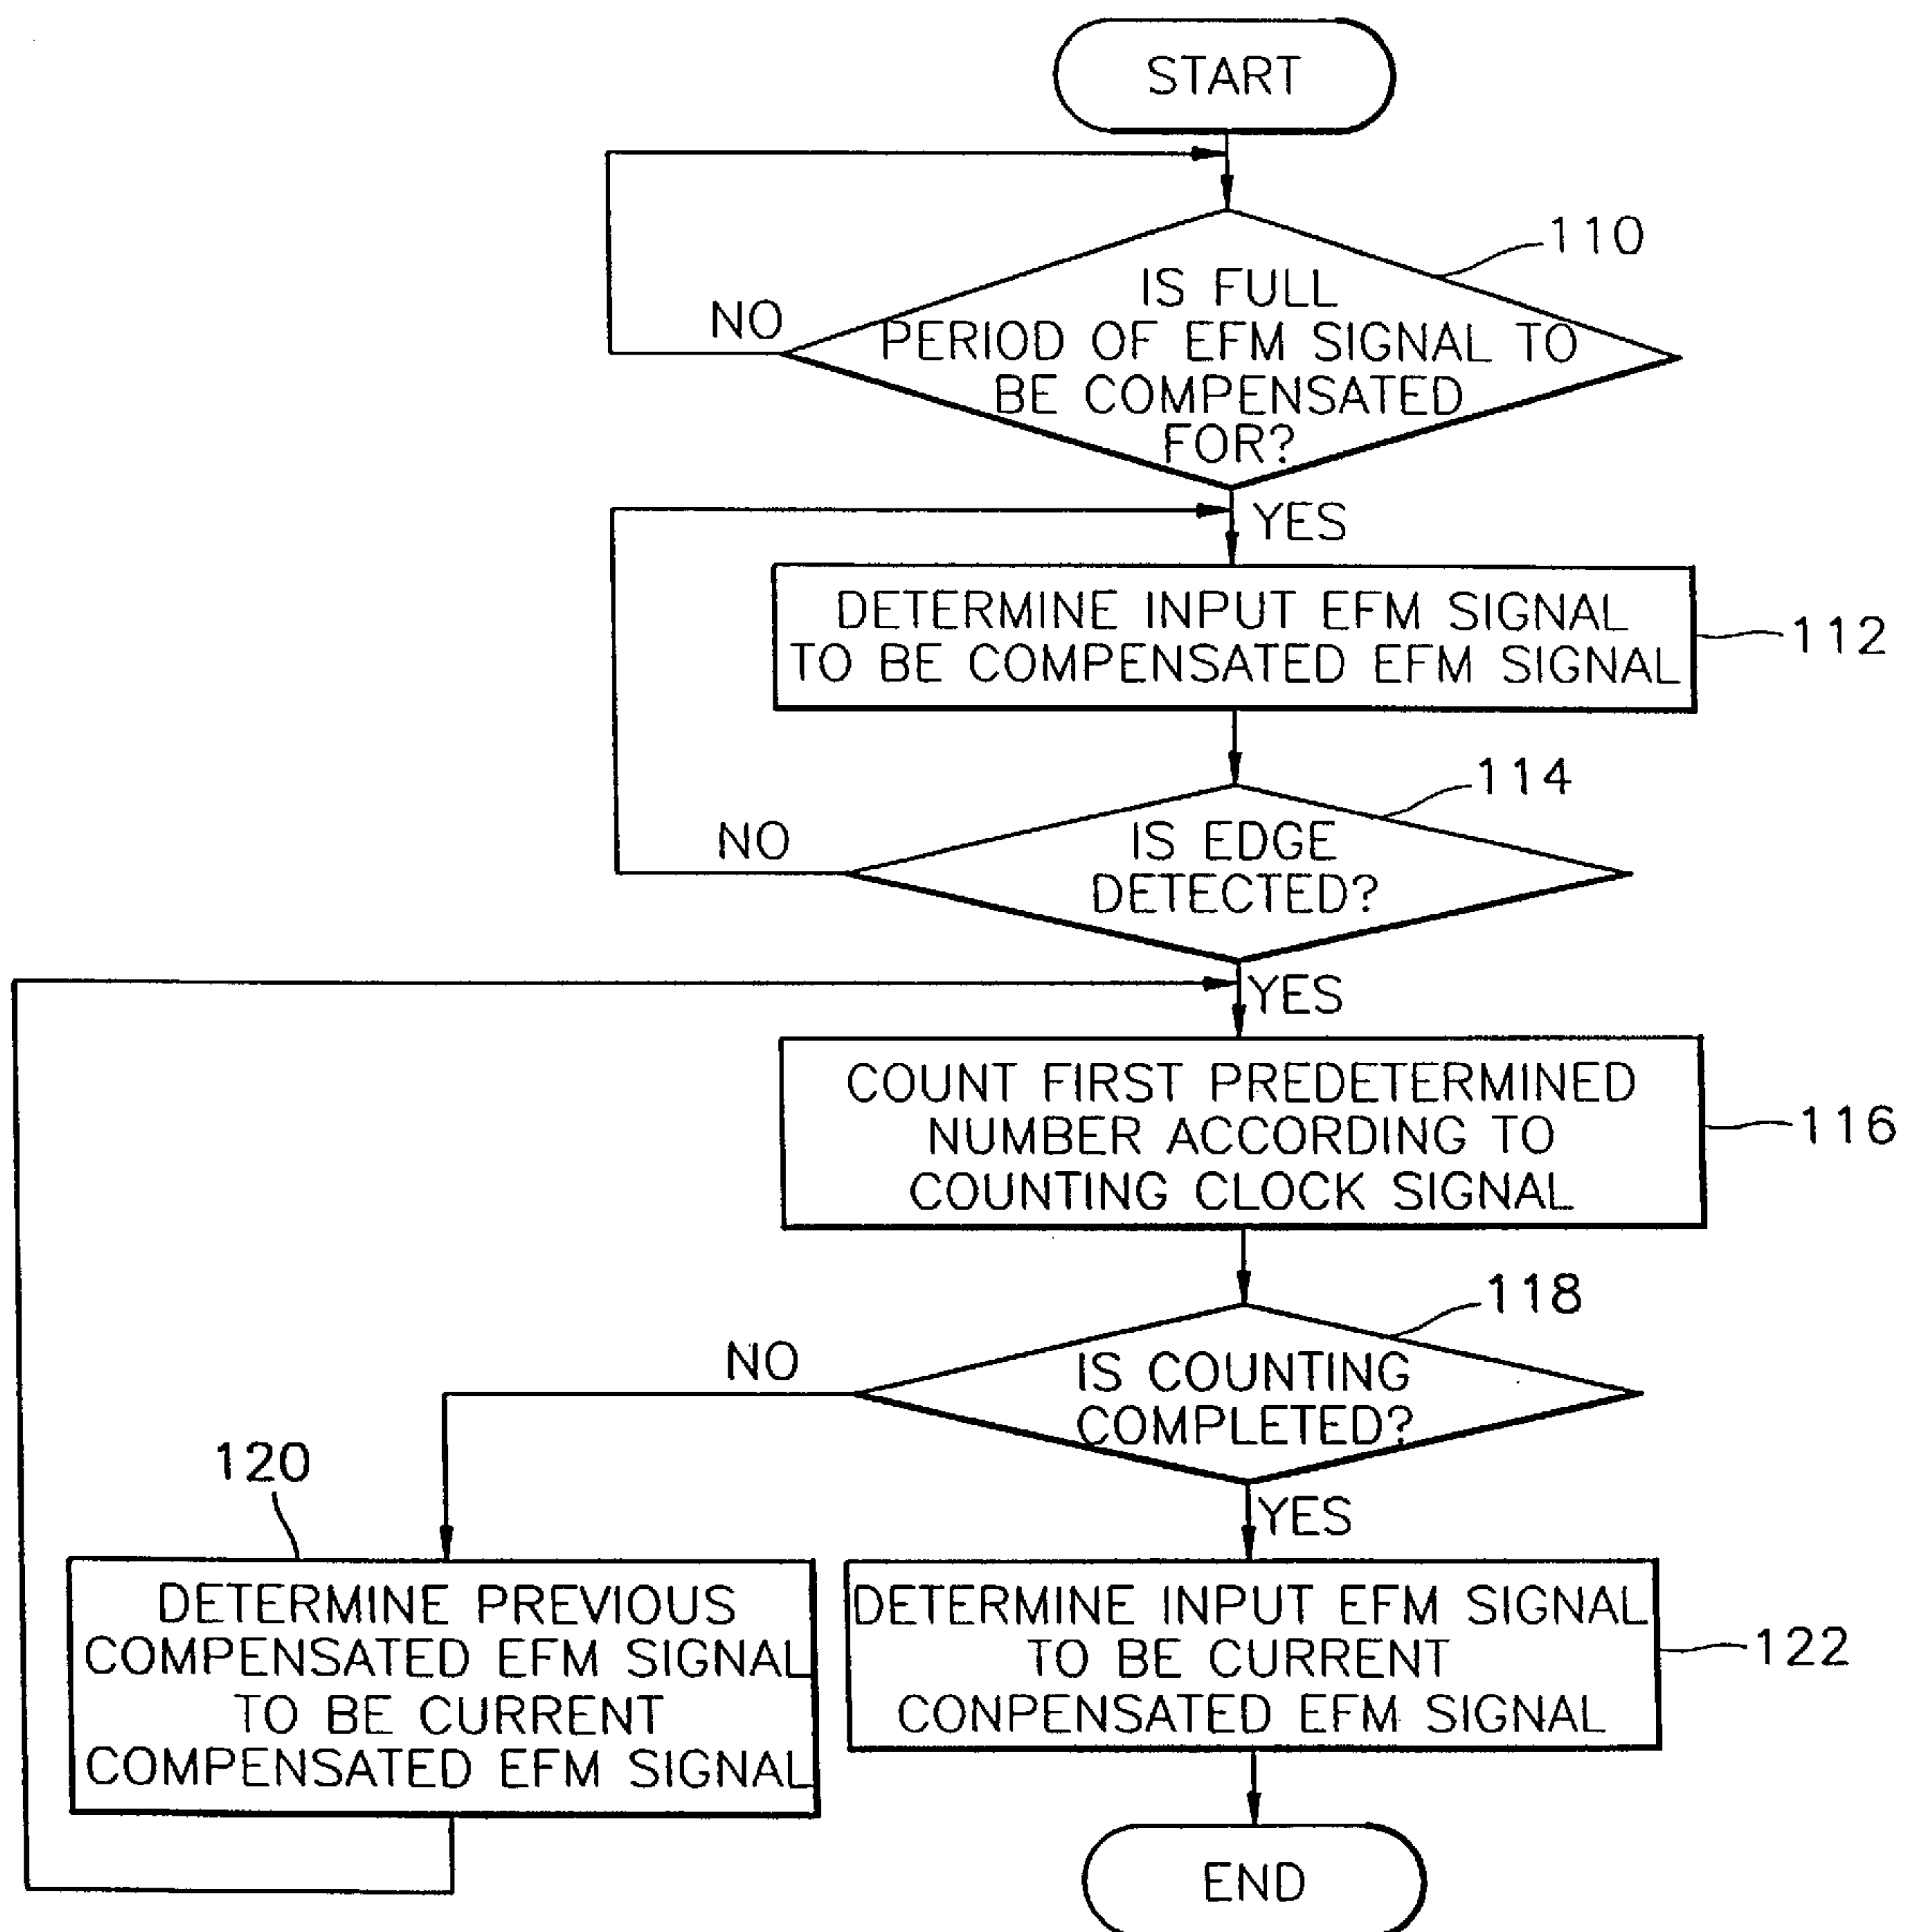 START
110
IS FULL
PERIOD OF EFM SIGNAL TO
BE COMPENSATED
FOR?
NO
YES
DETERMINE INPUT EFM SIGNAL
TO BE COMPENSATED EFM SIGNAL
112
114
IS EDGE
DETECTED?
NO
YES
COUNT FIRST PREDETERMINED
NUMBER ACCORDING TO
COUNTING CLOCK SIGNAL
116
118
IS COUNTING
COMPLETED?
NO
YES
120
DETERMINE PREVIOUS
COMPENSATED EFM SIGNAL
TO BE CURRENT
COMPENSATED EFM SIGNAL
DETERMINE INPUT EFM SIGNAL
TO BE CURRENT
CONPENSATED EFM SIGNAL
122
END